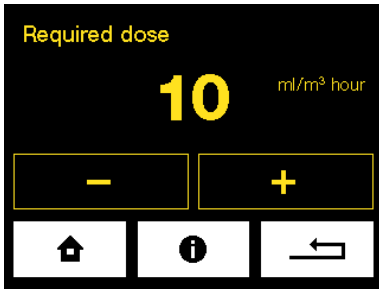 Required dose
10 ml/m³ hour
− +